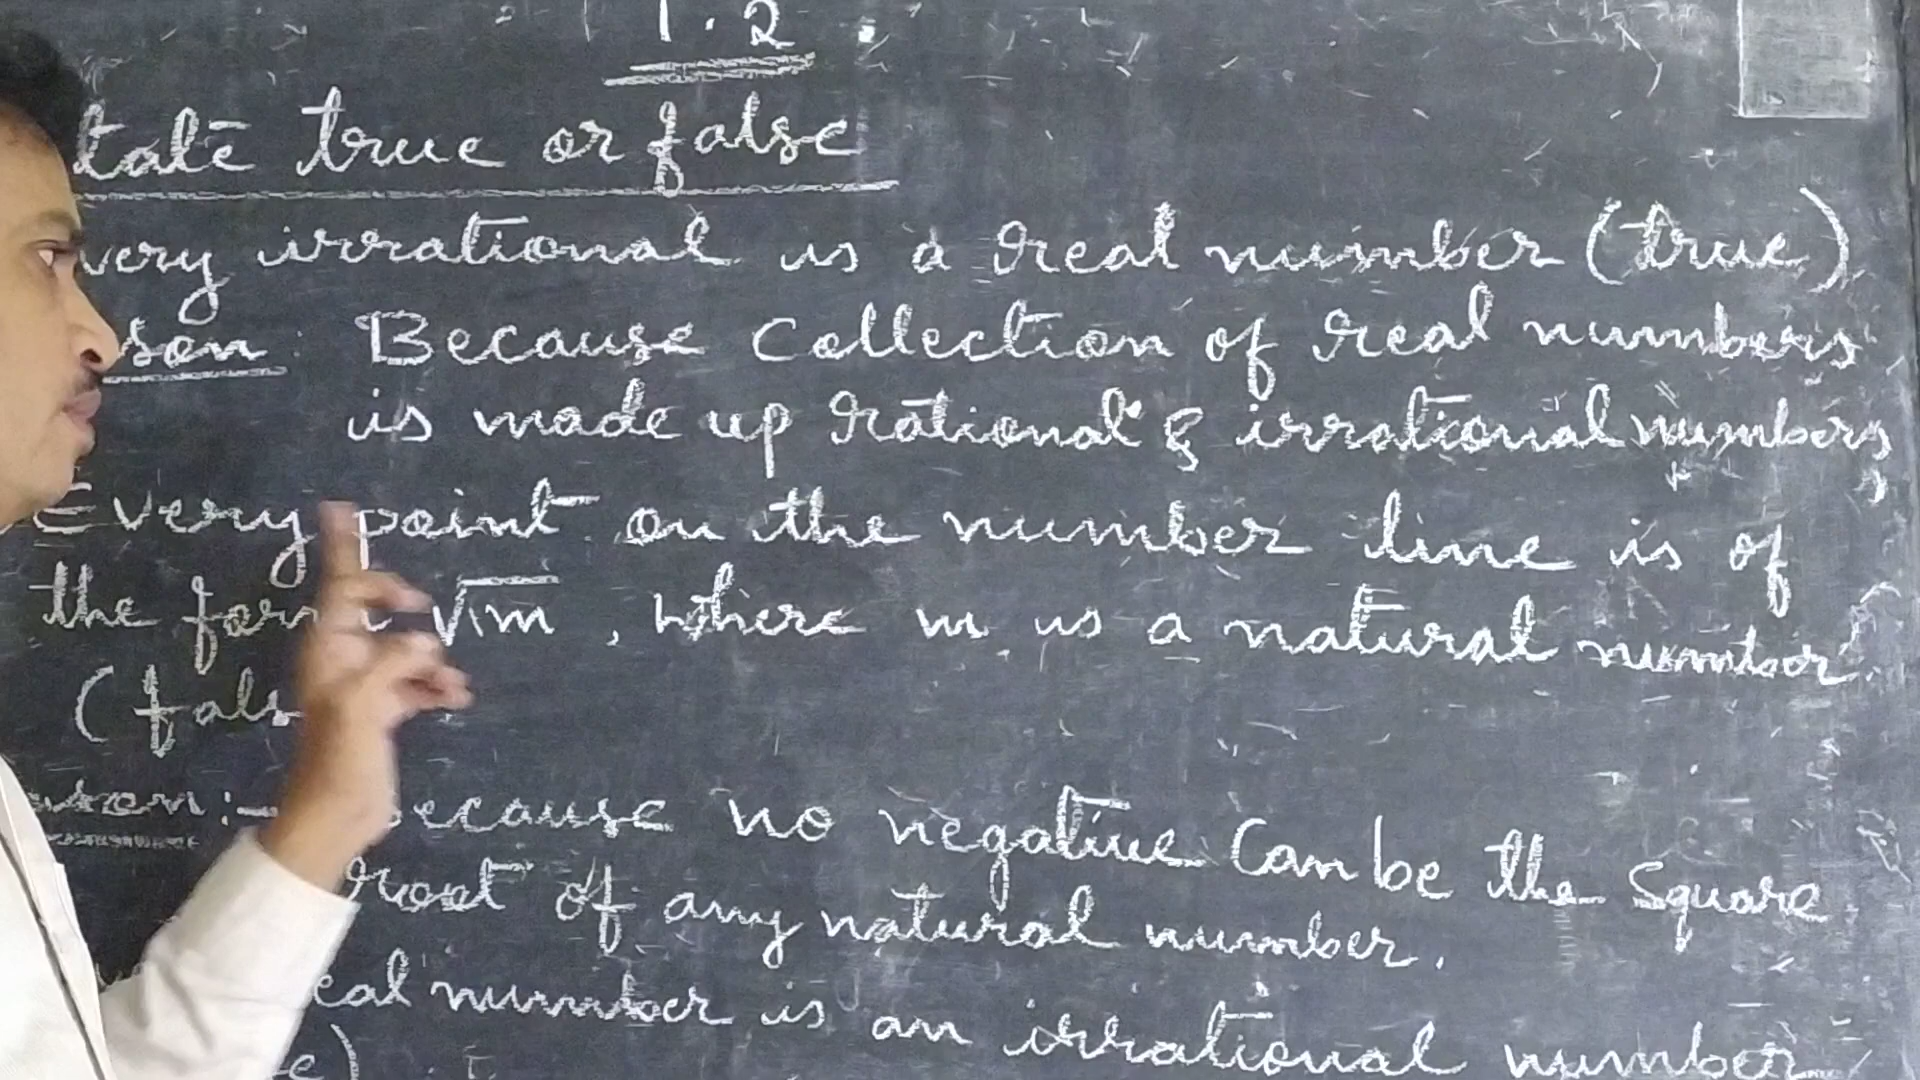 1.2
tate true or false
very irrational is a real number (true)
son : Because Collection of real numbers
is made up rational & irrational numbers
Every point on the number line is of
the form √m , where m is a natural number.
(fals
ason :- Because no negative can be the square
root of any natural number.
eal number is an irrational number
e)